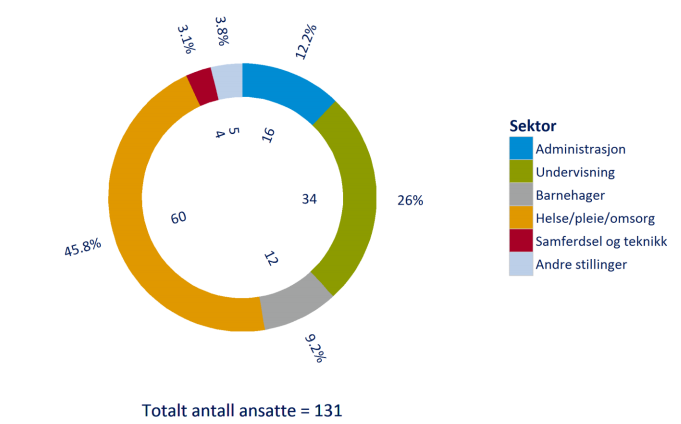 3.1%
3.8%
12.2%
4
5
16
34
26%
60
45.8%
12
9.2%
Sektor
Administrasjon
Undervisning
Barnehager
Helse/pleie/omsorg
Samferdsel og teknikk
Andre stillinger
Totalt antall ansatte = 131